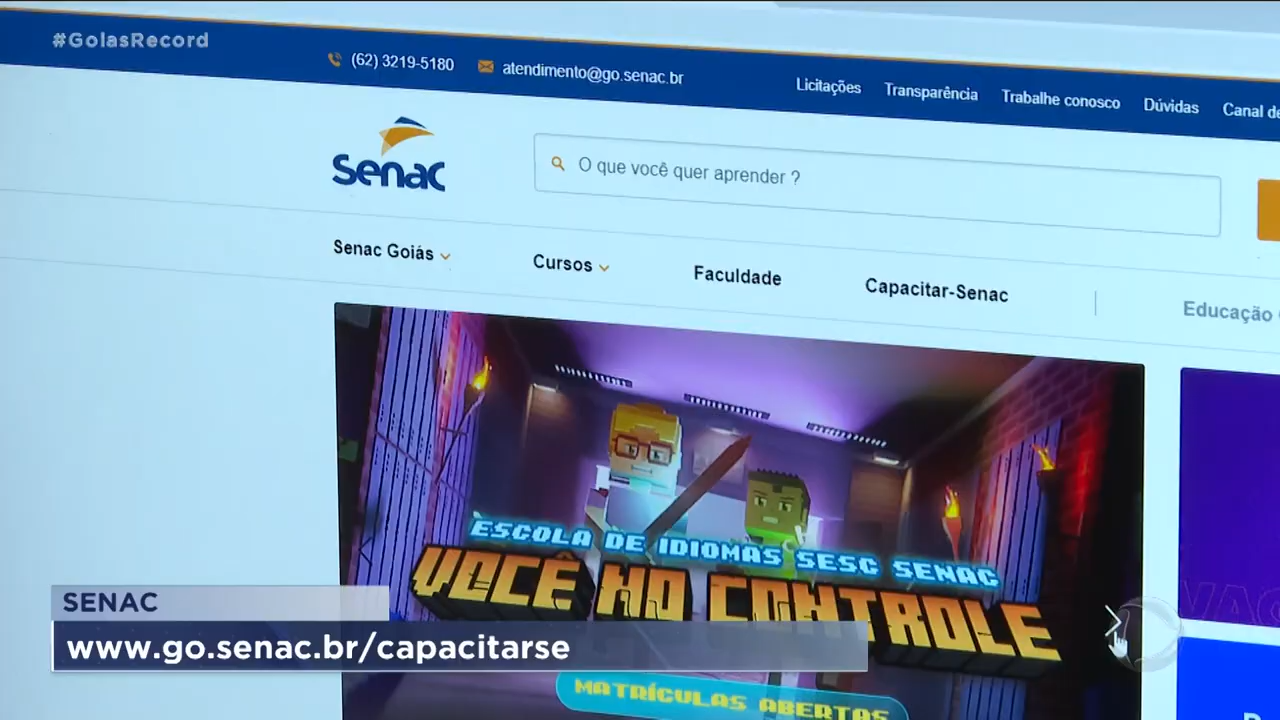 #GoiasRecord
(62) 3219-5180
atendimento@go.senac.br
Licitações
Transparência
Trabalhe conosco
Dúvidas
Canal de
Senac
O que você quer aprender ?
Senac Goiás
Cursos
Faculdade
Capacitar-Senac
Educação
ESCOLA DE IDIOMAS SESC SENAC
VOCÊ NO CONTROLE
MATRÍCULAS ABERTAS
SENAC
www.go.senac.br/capacitarse